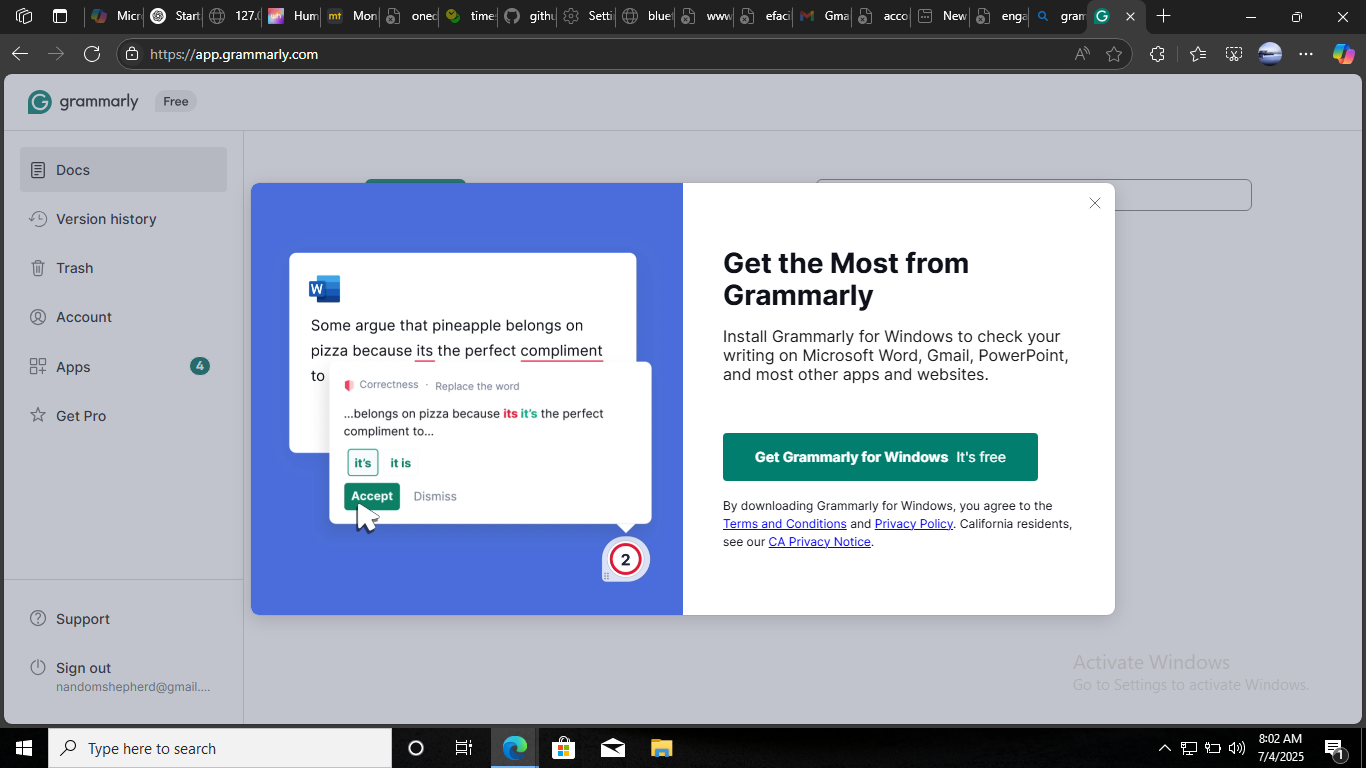 Micr
Start
127.0
Hum
mt
Mon
oned
time
githu
Setti
bluet
www
efaci
Gma
acco
New
enga
gram
https://app.grammarly.com
grammarly
Free
Docs
Version history
Trash
Account
Apps
4
Get Pro
Support
Sign out
nandomshepherd@gmail....
W
Some argue that pineapple belongs on
pizza because its the perfect compliment
to
Correctness · Replace the word
...belongs on pizza because its it's the perfect
compliment to...
it's it is
Accept Dismiss
2
Get the Most from
Grammarly
Install Grammarly for Windows to check your
writing on Microsoft Word, Gmail, PowerPoint,
and most other apps and websites.
Get Grammarly for Windows It's free
By downloading Grammarly for Windows, you agree to the
Terms and Conditions and Privacy Policy. California residents,
see our CA Privacy Notice.
Activate Windows
Go to Settings to activate Windows.
Type here to search
8:02 AM
7/4/2025
1